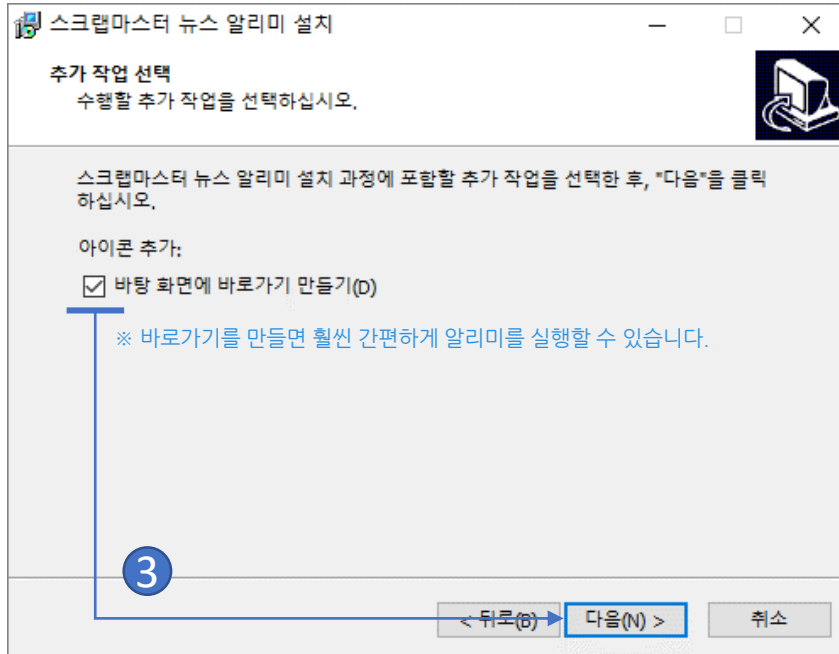 스크랩마스터 뉴스 알리미 설치
추가 작업 선택
수행할 추가 작업을 선택하십시오.
스크랩마스터 뉴스 알리미 설치 과정에 포함할 추가 작업을 선택한 후, "다음"을 클릭
하십시오.
아이콘 추가:
바탕 화면에 바로가기 만들기(D)
※ 바로가기를 만들면 훨씬 간편하게 알리미를 실행할 수 있습니다.
3
< 뒤로(B) 다음(N) > 취소